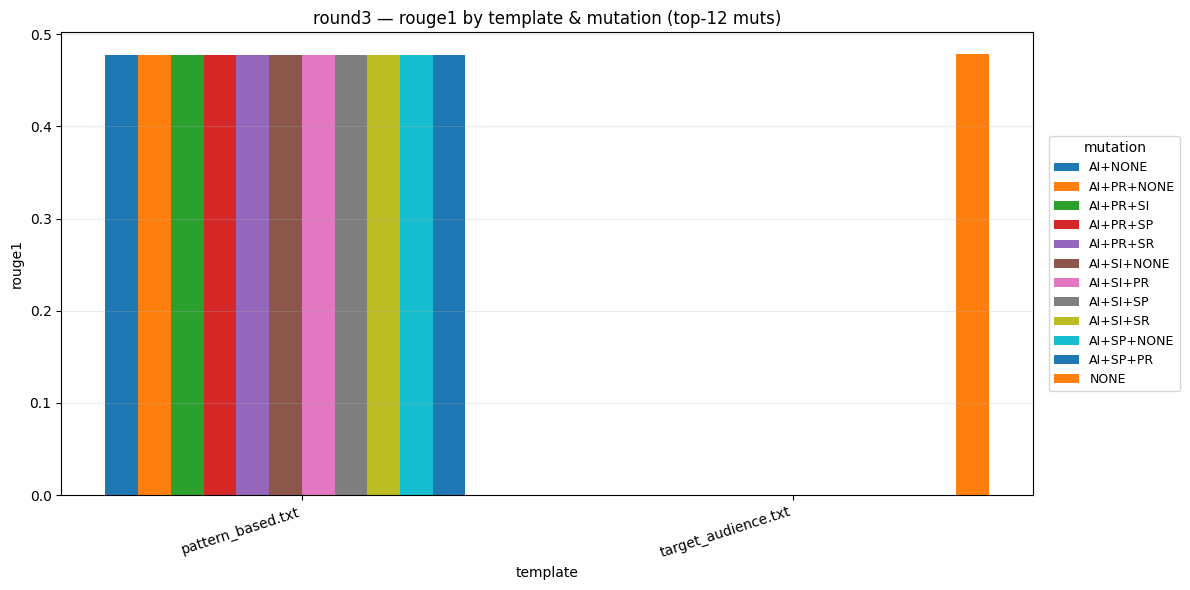 round3 — rouge1 by template & mutation (top-12 muts)
rouge1
0.5
0.4
0.3
0.2
0.1
0.0
pattern_based.txt
target_audience.txt
template
mutation
AI+NONE
AI+PR+NONE
AI+PR+SI
AI+PR+SP
AI+PR+SR
AI+SI+NONE
AI+SI+PR
AI+SI+SP
AI+SI+SR
AI+SP+NONE
AI+SP+PR
NONE